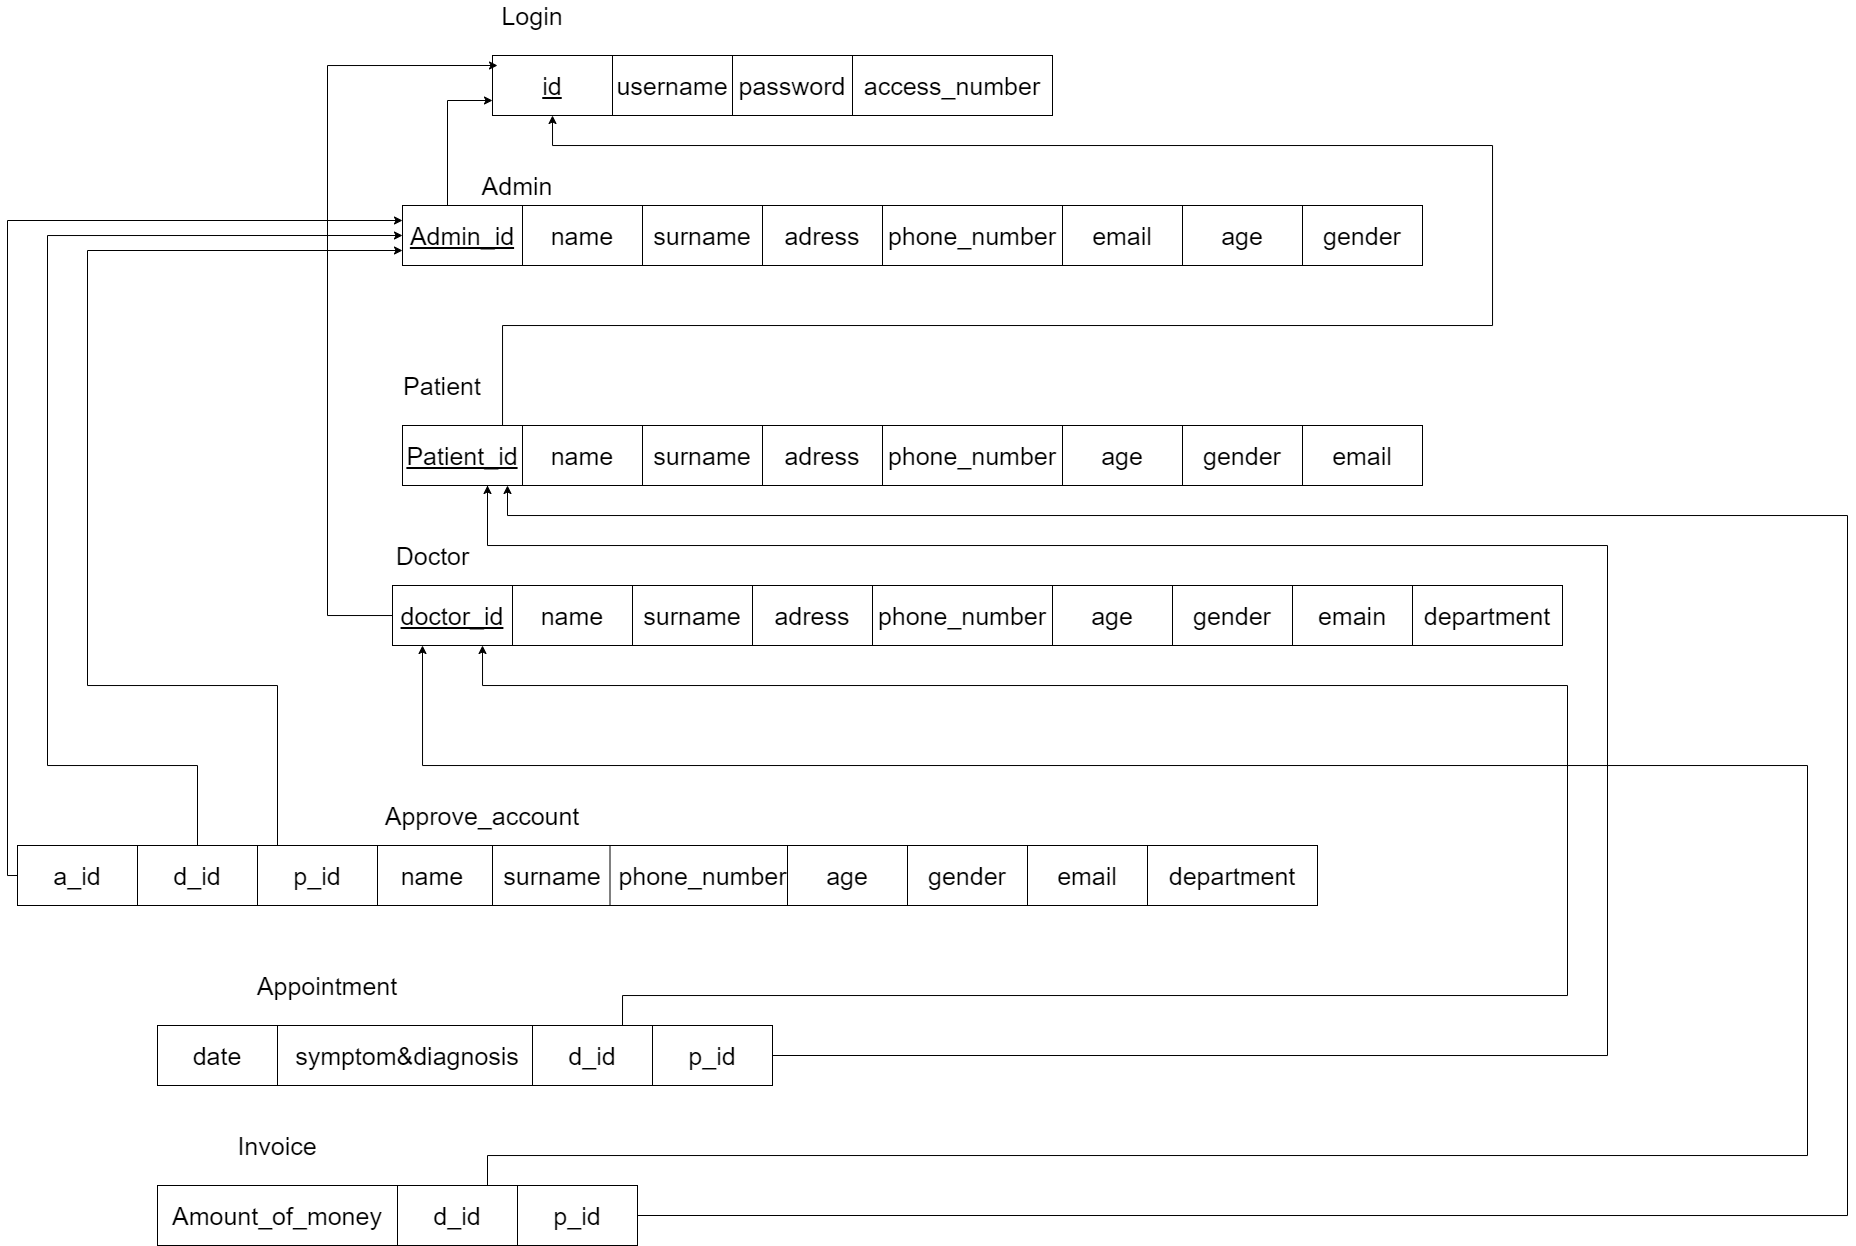 Login
id username password access_number
Admin
Admin_id name surname adress phone_number email age gender
Patient
Patient_id name surname adress phone_number age gender email
Doctor
doctor_id name surname adress phone_number age gender emain department
Approve_account
a_id d_id p_id name surname phone_number age gender email department
Appointment
date symptom&diagnosis d_id p_id
Invoice
Amount_of_money d_id p_id